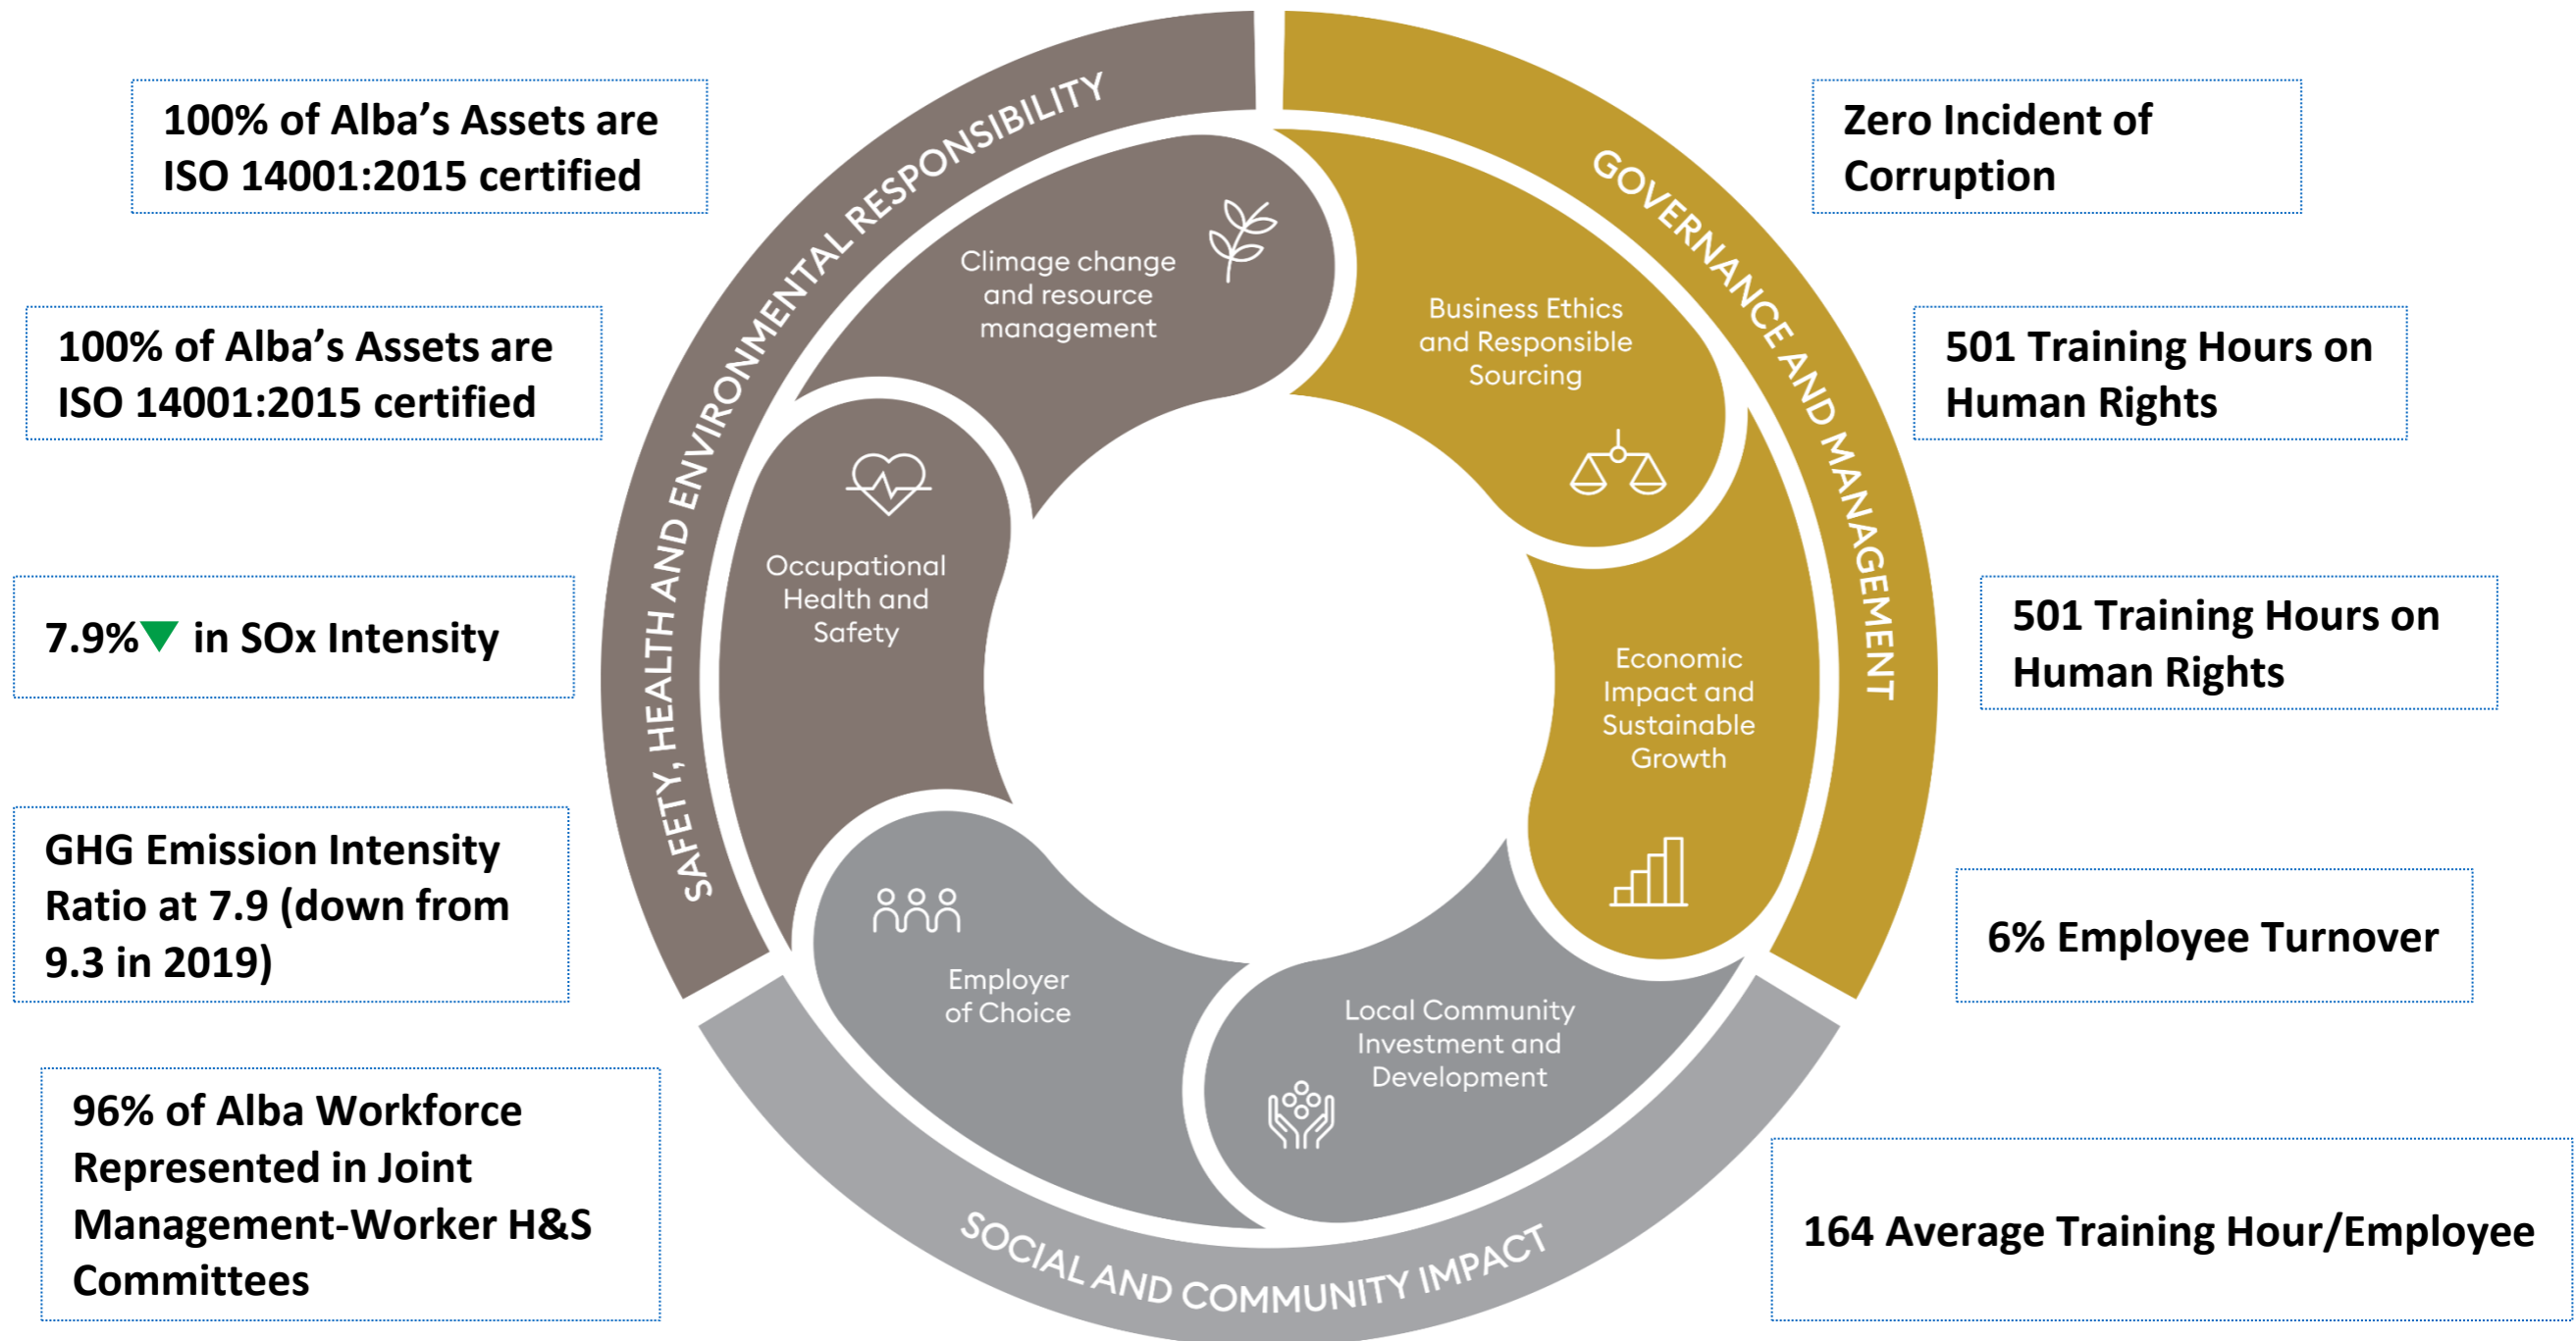 100% of Alba’s Assets are
ISO 14001:2015 certified
100% of Alba’s Assets are
ISO 14001:2015 certified
7.9% in SOx Intensity
GHG Emission Intensity
Ratio at 7.9 (down from
9.3 in 2019)
96% of Alba Workforce
Represented in Joint
Management-Worker H&S
Committees
SAFETY, HEALTH AND ENVIRONMENTAL RESPONSIBILITY
Climage change
and resource
management
Occupational
Health and
Safety
GOVERNANCE AND MANAGEMENT
Business Ethics
and Responsible
Sourcing
Economic
Impact and
Sustainable
Growth
Employer
of Choice
Local Community
Investment and
Development
SOCIAL AND COMMUNITY IMPACT
Zero Incident of
Corruption
501 Training Hours on
Human Rights
501 Training Hours on
Human Rights
6% Employee Turnover
164 Average Training Hour/Employee